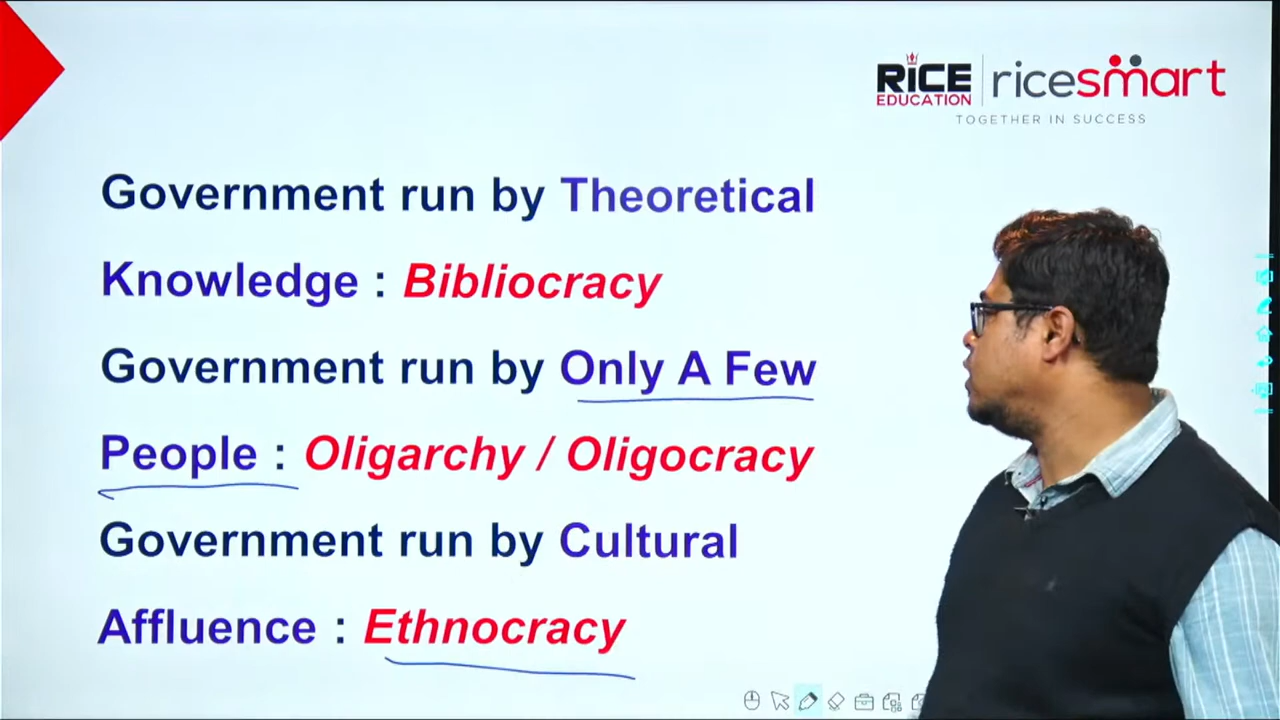 RICE
EDUCATION
ricesmart
TOGETHER IN SUCCESS
Government run by Theoretical
Knowledge : Bibliocracy
Government run by Only A Few
People : Oligarchy / Oligocracy
Government run by Cultural
Affluence : Ethnocracy